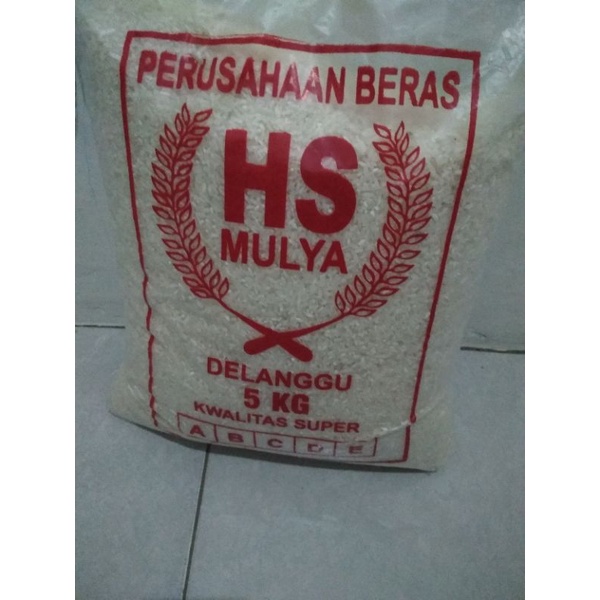 PERUSAHAAN BERAS
HS
MULYA
DELANGGU
5 KG
KWALITAS SUPER
A B C D E